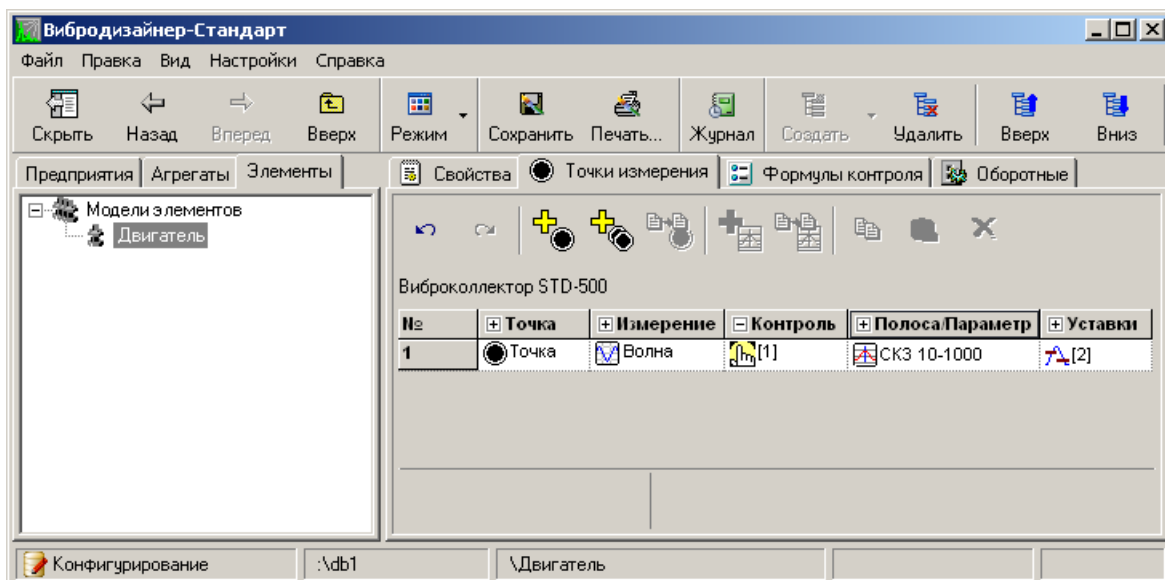 Вибродизайнер-Стандарт
Файл Правка Вид Настройки Справка
Скрыть Назад Вперед Вверх Режим Сохранить Печать... Журнал Создать Удалить Вверх Вниз
Предприятия Агрегаты Элементы
Свойства Точки измерения Формулы контроля Оборотные
Модели элементов
Двигатель
Виброколлектор STD-500
№ Точка Измерение Контроль Полоса/Параметр Уставки
1 Точка Волна [1] СКЗ 10-1000 [2]
Конфигурирование :\db1 \Двигатель